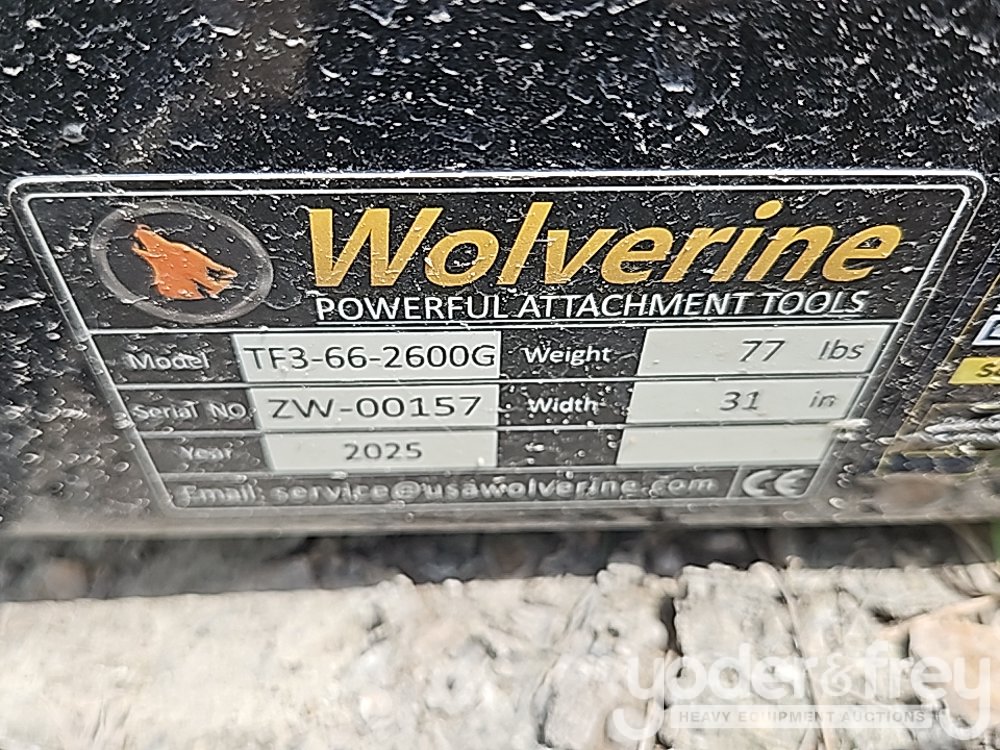 Wolverine
POWERFUL ATTACHMENT TOOLS
Model TF3-66-2600G Weight 77 lbs
Serial NO. ZW-00157 Width 31 in
Year 2025
Email: service@usawolverine.com CE
yoder&frey
HEAVY EQUIPMENT AUCTIONS